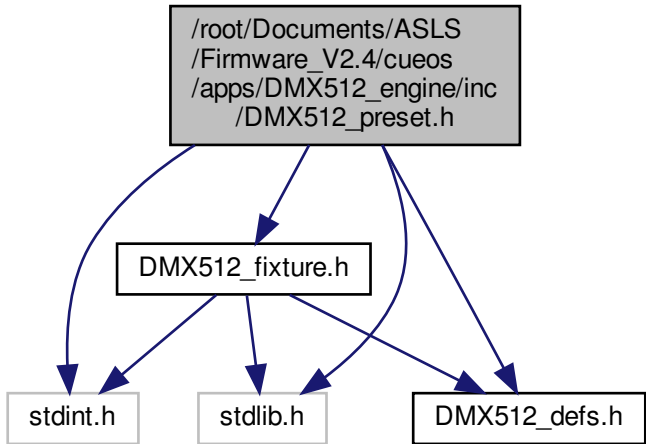 /root/Documents/ASLS
/Firmware_V2.4/cueos
/apps/DMX512_engine/inc
/DMX512_preset.h
DMX512_fixture.h
stdint.h
stdlib.h
DMX512_defs.h